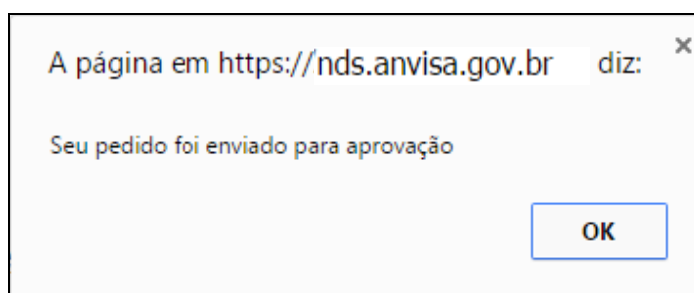 A página em https://nds.anvisa.gov.br diz:
Seu pedido foi enviado para aprovação
OK